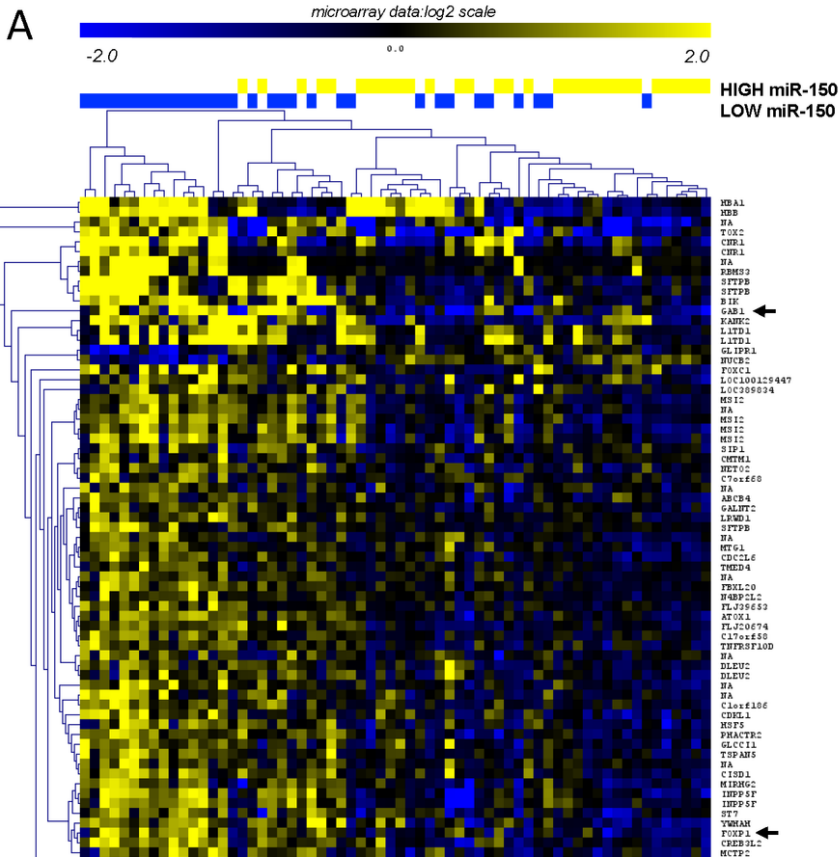 A
microarray data:log2 scale
-2.0
0.0
2.0
HIGH miR-150
LOW miR-150
HBA1
HBB
NA
TOX2
CNR1
CNR1
NA
RBMS3
SFTPB
SFTPB
BIK
GAB1
KANK2
L1TD1
L1TD1
GLIPR1
NUCB2
FOXC1
LOC100129447
LOC389834
MSI2
NA
MSI2
MSI2
MSI2
SIP1
CMTM1
NETO2
C7orf68
NA
ABCB4
GALNT2
LRWD1
SFTPB
NA
MTG1
CDC2L6
TMED4
NA
FBXL20
N4BP2L2
FLJ39653
ATOX1
FLJ20674
C17orf58
TNFRSF10D
NA
DLEU2
DLEU2
NA
NA
C1orf186
CDKL1
HSF5
PHACTR2
GLCCI1
TSPAN5
NA
CISD1
MIRHG2
INPP5F
INPP5F
ST7
YWHAH
FOXP1
CREB3L2
MCTP2